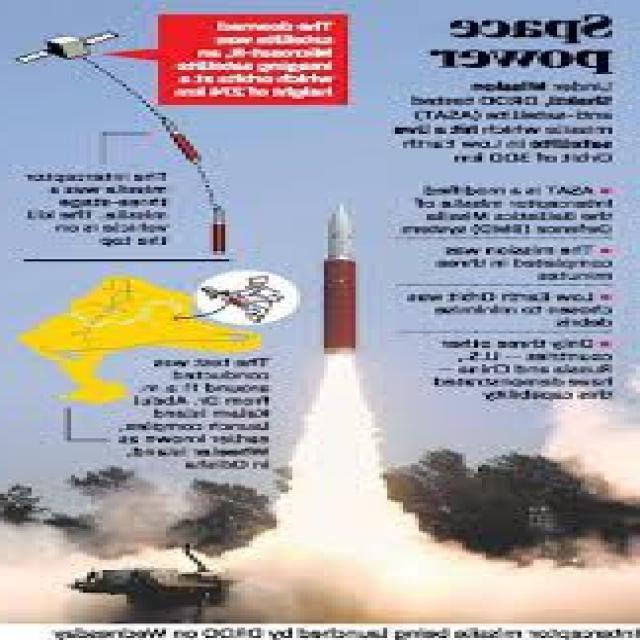 Space
power
Under Mission
Shakti, DRDO tested
anti-satellite (ASAT)
missile which hit a live
satellite in Low Earth
Orbit of 300 km
ASAT is a modified
interceptor missile of
the Ballistics Missile
Defence (BMD) system
The mission was
completed in three
minutes
Low Earth Orbit was
chosen to minimise
debris
Only three other
countries — U.S.,
Russia and China —
have demonstrated
this capability
The downed
satellite was
Microsat-R, an
imaging satellite
which orbits at a
height of 274 km
The interceptor
missile was a
three-stage
missile. The kill
vehicle is on
the top
The test was
conducted
around 11 a.m.
from Dr. Abdul
Kalam Island
launch complex,
earlier known as
Wheeler Island,
in Odisha
Interceptor missile being launched by DRDO on Wednesday